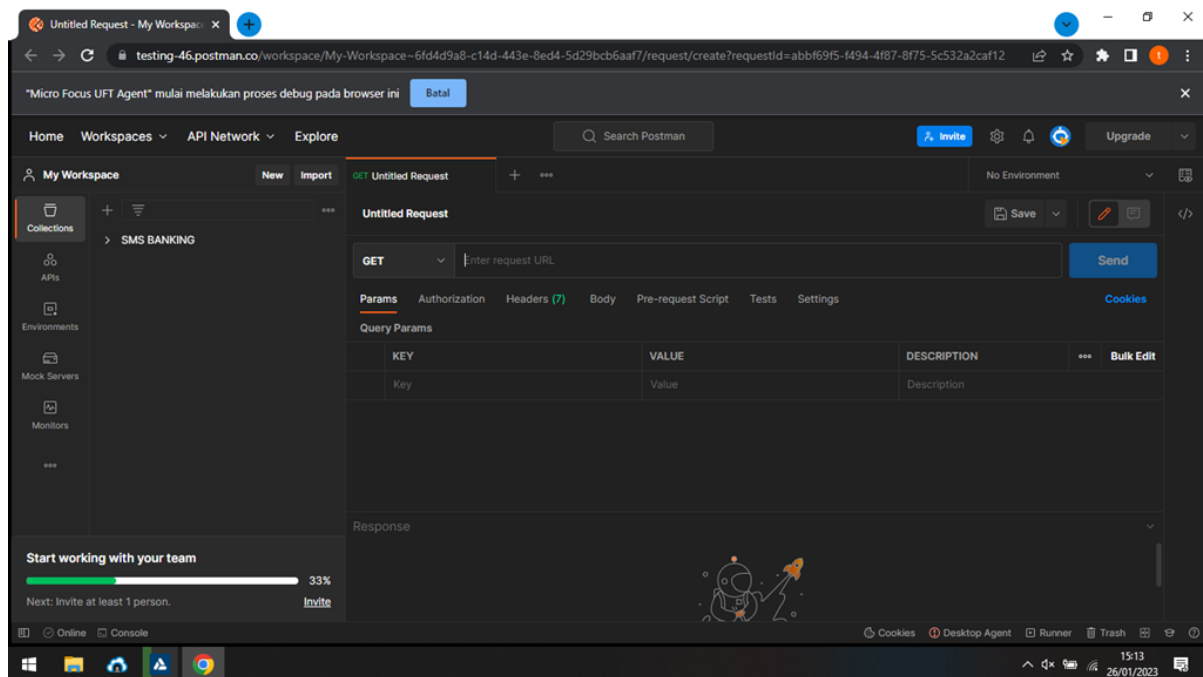 Untitled Request - My Workspac
testing-46.postman.co/workspace/My-Workspace~6fd4d9a8-c14d-443e-8ed4-5d29bcb6aaf7/request/create?requestId=abbf69f5-f494-4f87-8f75-5c532a2caf12
"Micro Focus UFT Agent" mulai melakukan proses debug pada browser ini Batal
Home Workspaces API Network Explore Search Postman Invite Upgrade
My Workspace New Import GET Untitled Request No Environment
Collections
Untitled Request Save
SMS BANKING
APIs
GET Enter request URL Send
Environments
Params Authorization Headers (7) Body Pre-request Script Tests Settings Cookies
Query Params
Mock Servers
KEY VALUE DESCRIPTION Bulk Edit
Key Value Description
Monitors
Response
Start working with your team
33%
Next: Invite at least 1 person. Invite
Online Console Cookies Desktop Agent Runner Trash
15:13
26/01/2023